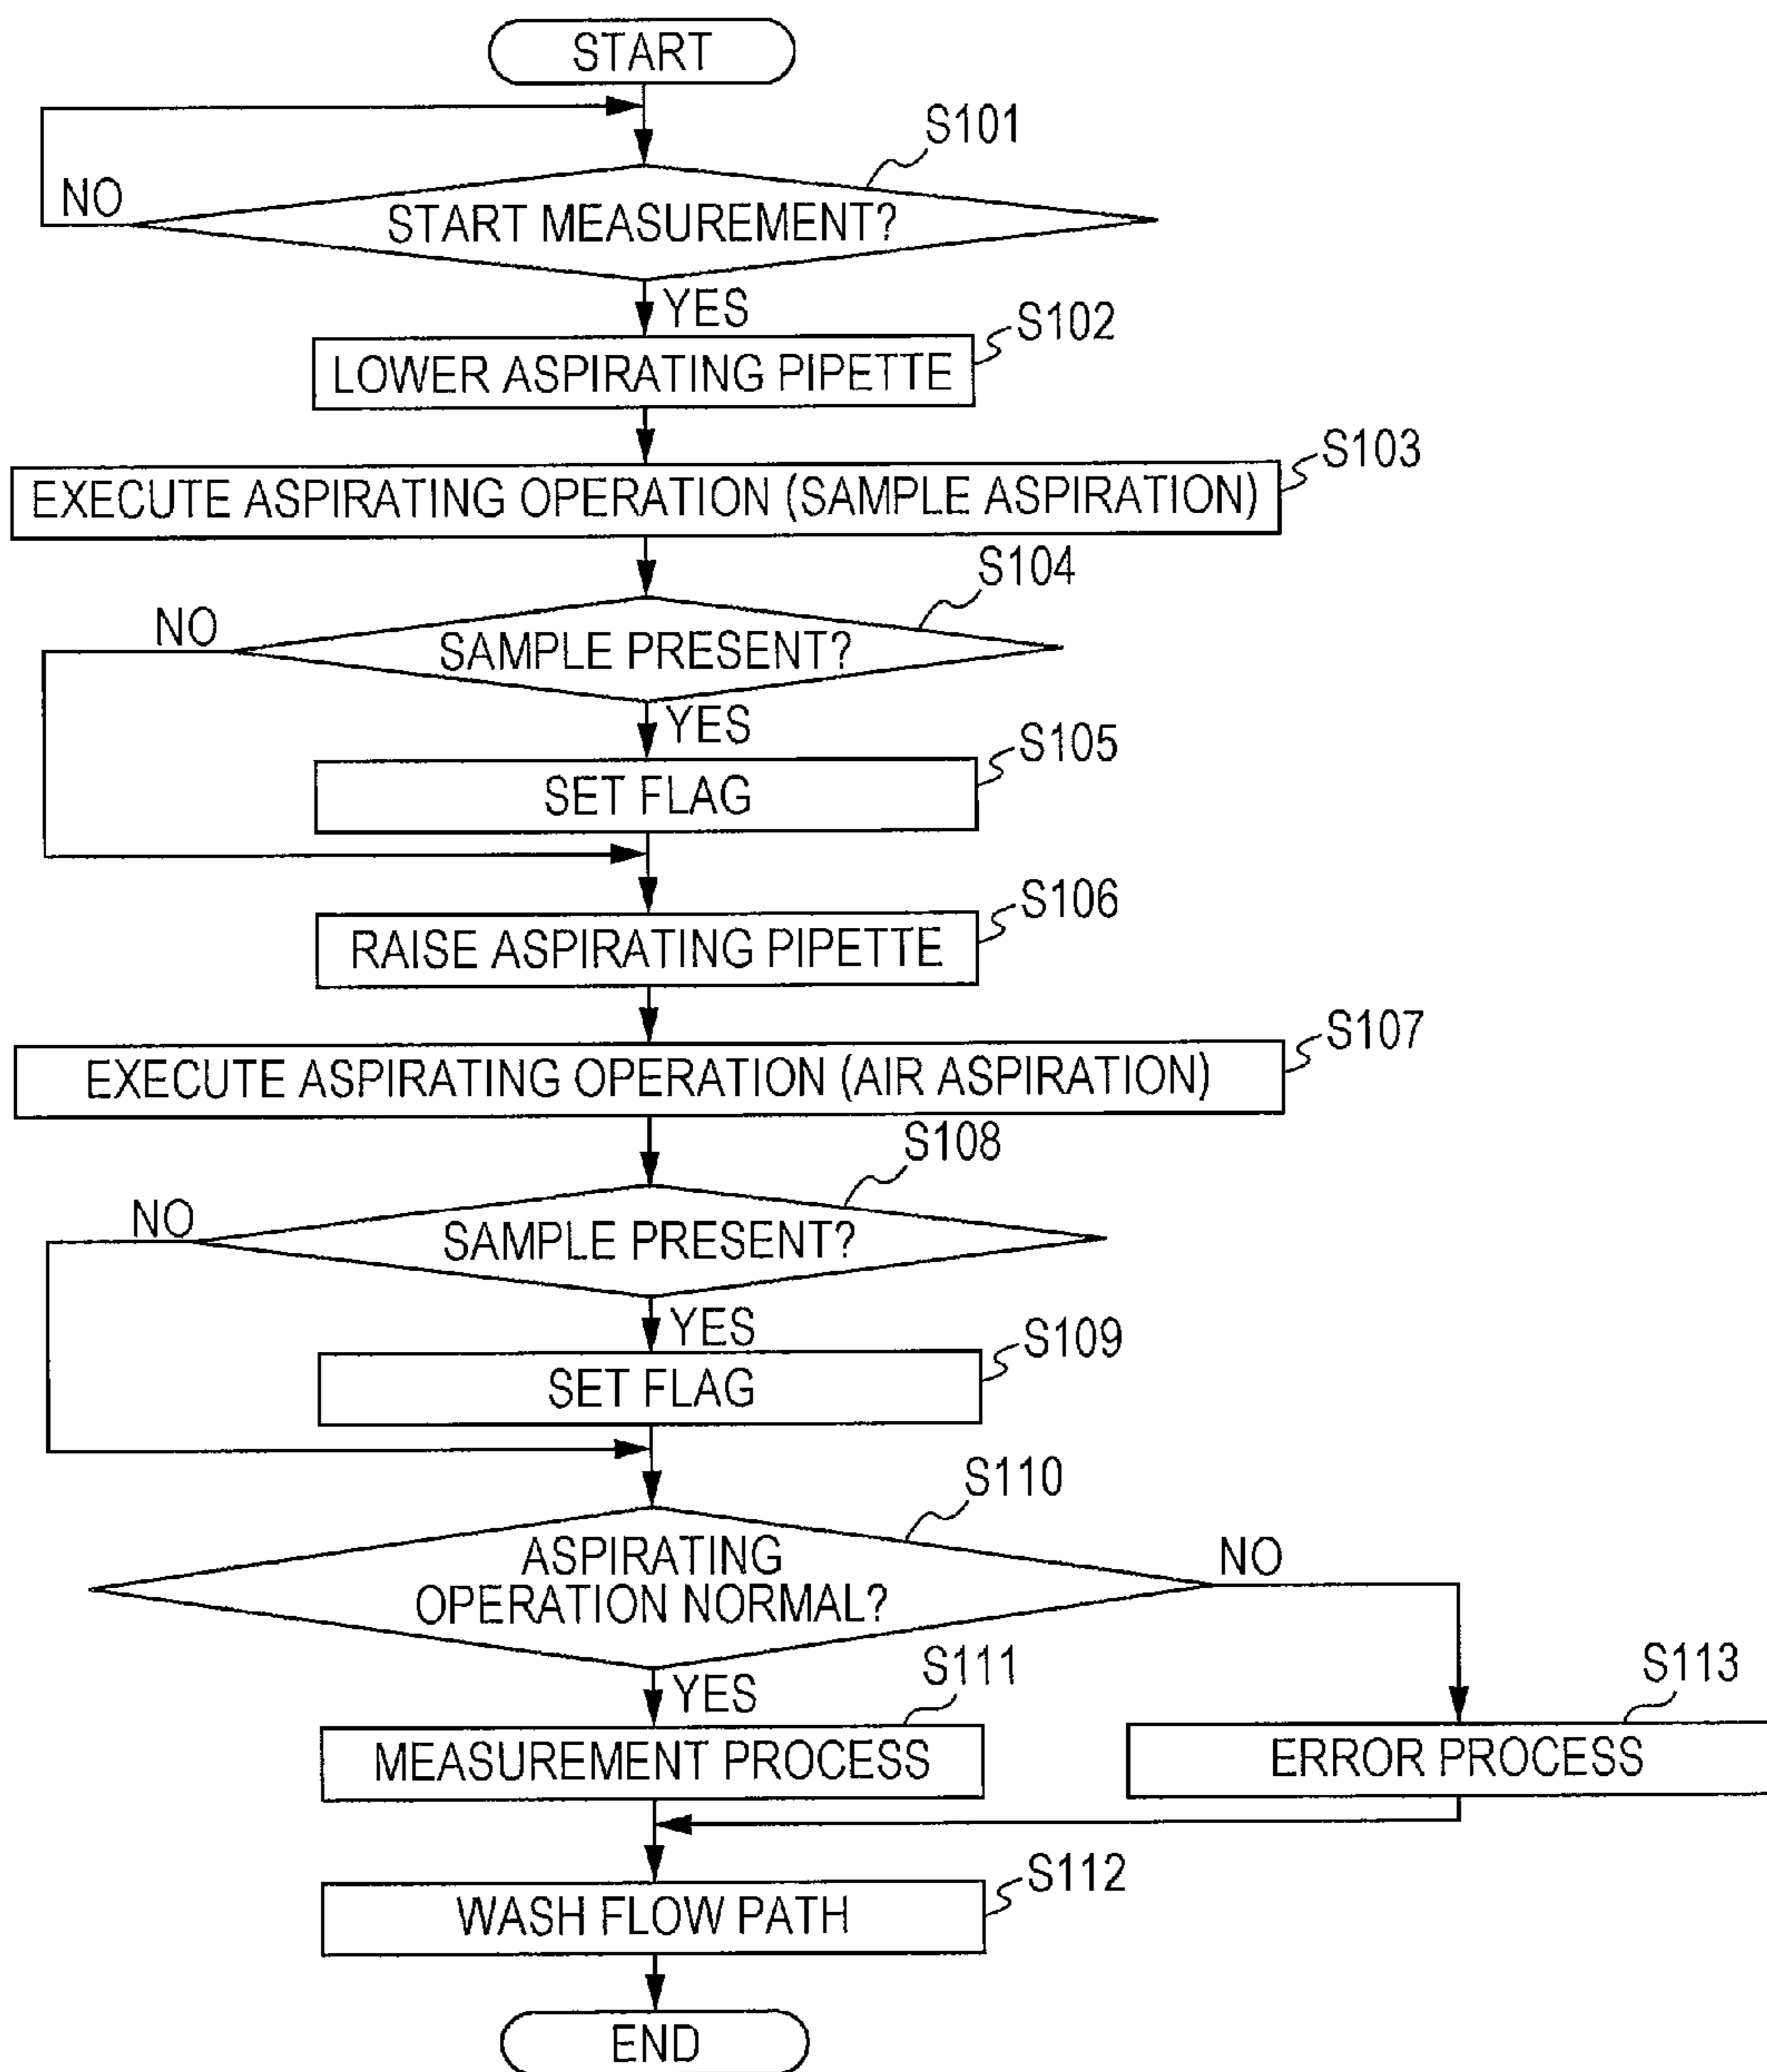 START
S101
NO
START MEASUREMENT?
YES
S102
LOWER ASPIRATING PIPETTE
S103
EXECUTE ASPIRATING OPERATION (SAMPLE ASPIRATION)
S104
NO
SAMPLE PRESENT?
YES
S105
SET FLAG
S106
RAISE ASPIRATING PIPETTE
S107
EXECUTE ASPIRATING OPERATION (AIR ASPIRATION)
S108
NO
SAMPLE PRESENT?
YES
S109
SET FLAG
S110
ASPIRATING
OPERATION NORMAL?
NO
YES
S111
S113
MEASUREMENT PROCESS
ERROR PROCESS
S112
WASH FLOW PATH
END